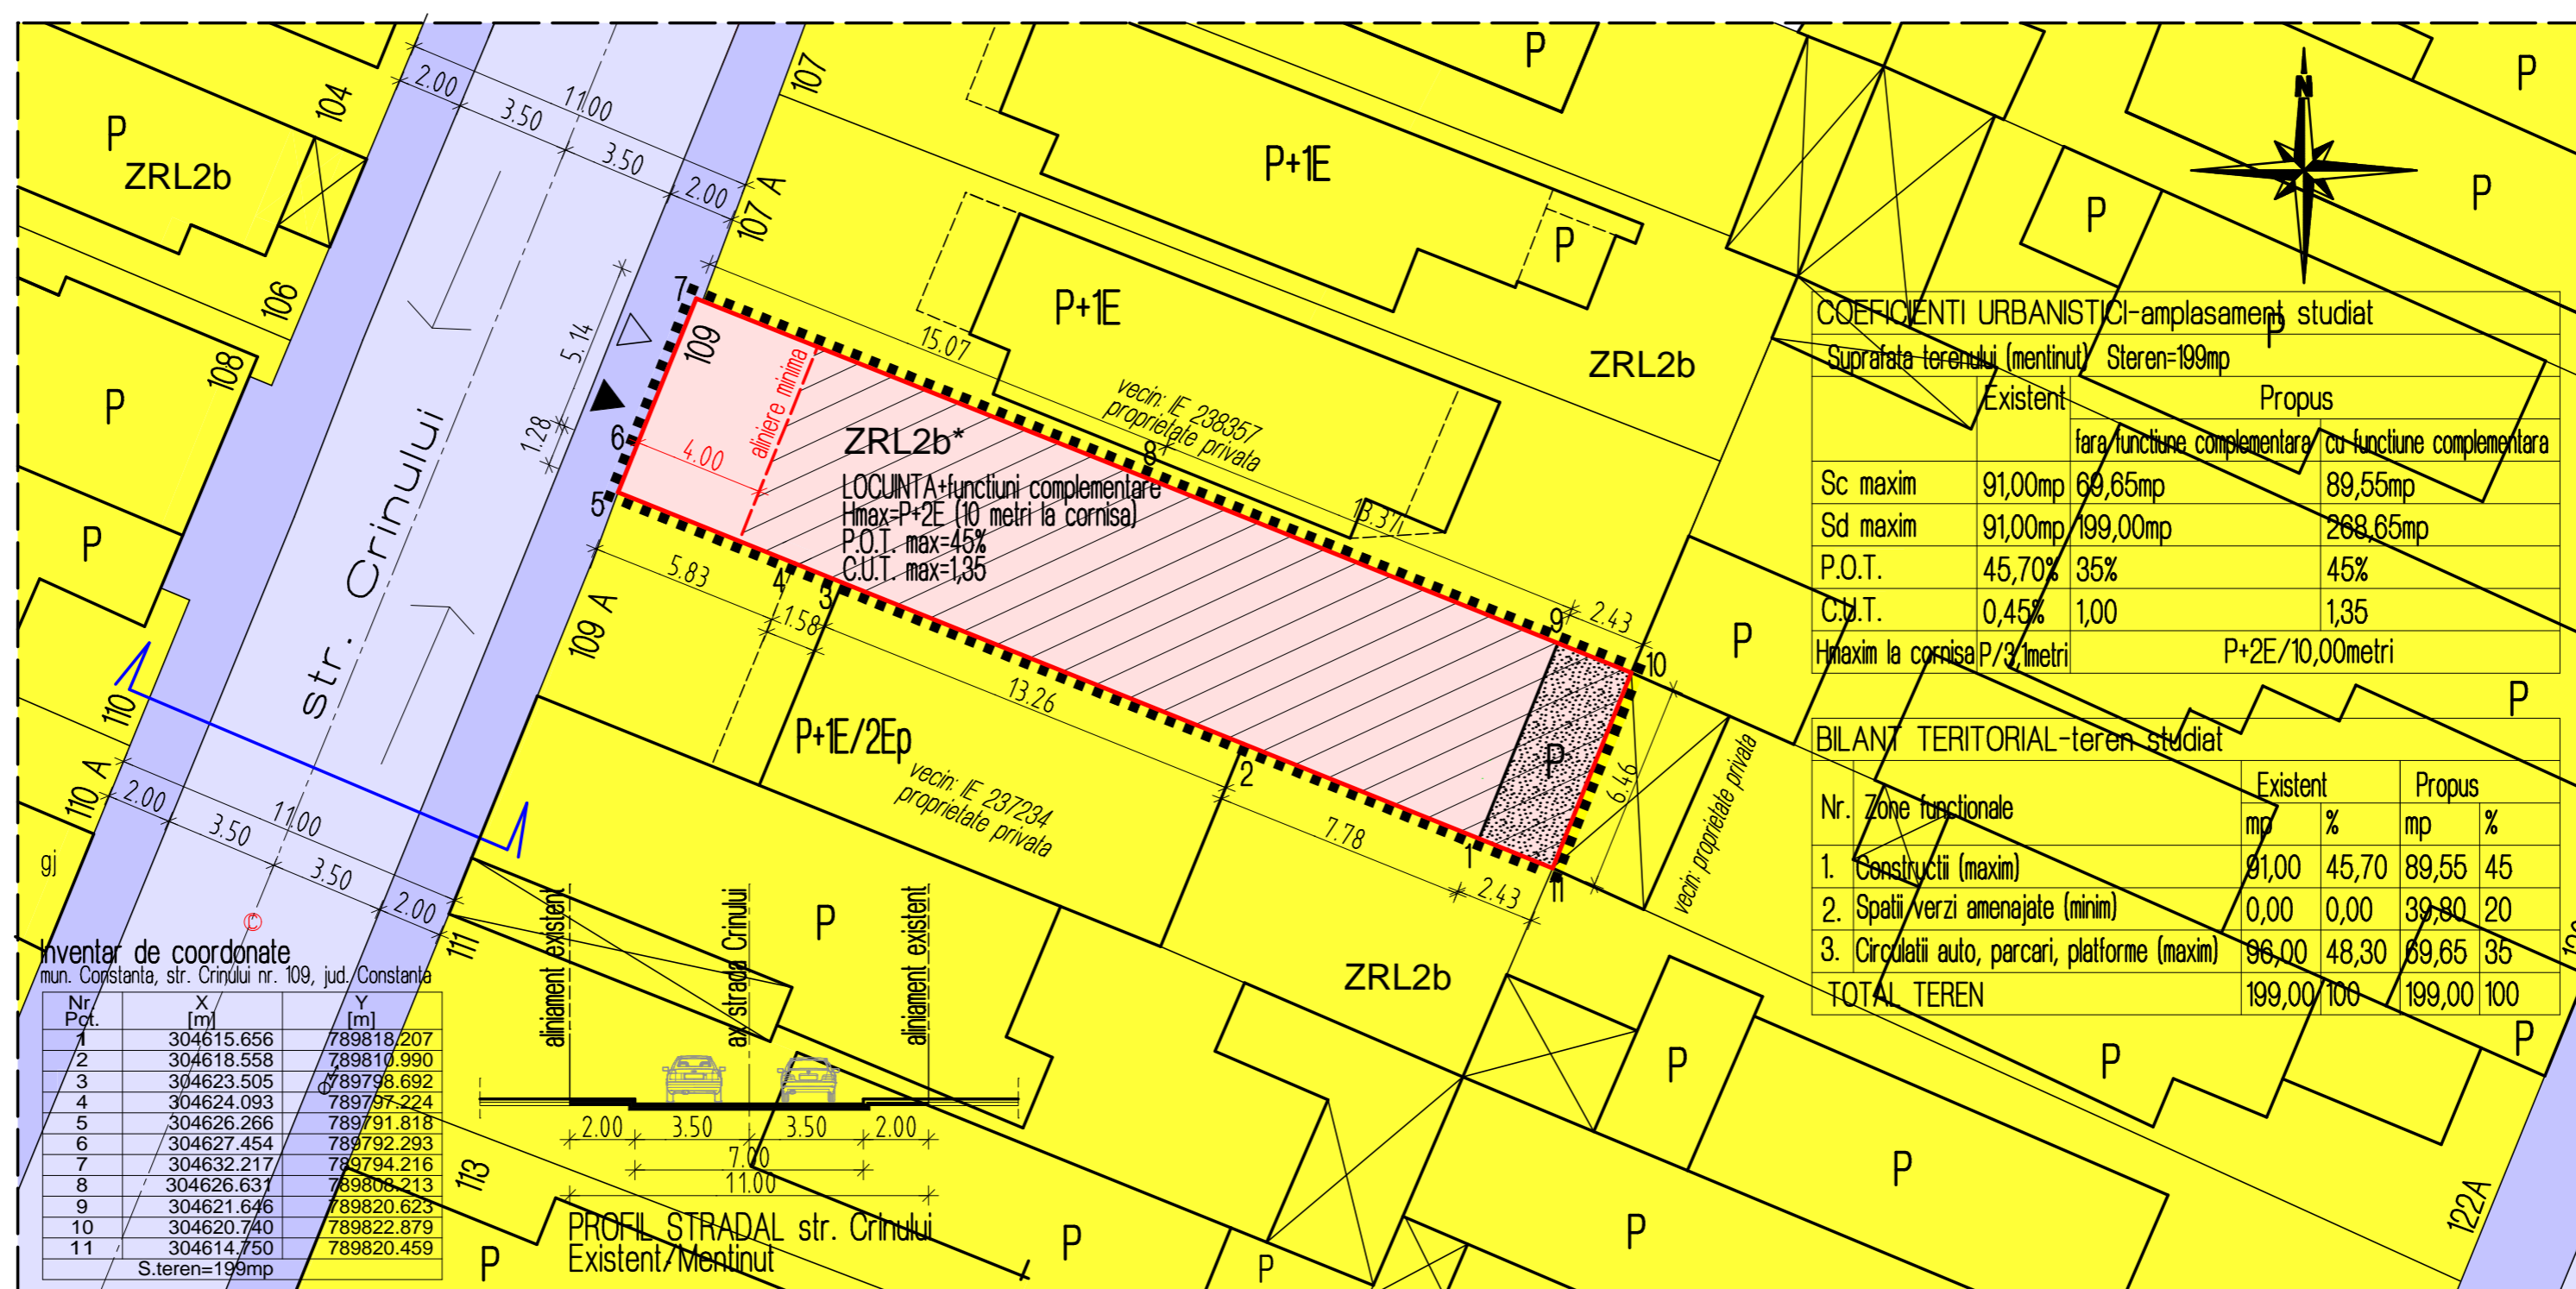 104
P
ZRL2b
106
108
P
P
110
110 A
gj
2.00
3.50
11.00
3.50
2.00
107
107 A
str. Crinului
5.14
1.28
7
109
6
5
4.00
aliniere minima
15.07
P+1E
P+1E
P
P
P
P
P
N
ZRL2b
vecin: IE 238357
proprietate privata
8
13.37
ZRL2b*
LOCUINTA+functiuni complementare
Hmax=P+2E (10 metri la cornisa)
P.O.T. max=45%
C.U.T. max=1,35
5.83
4
3
1.58
13.26
109 A
P+1E/2Ep
vecin: IE 237234
proprietate privata
2
7.78
1
2.43
11
9
2.43
10
P
6.46
P
vecin: proprietate privata
COEFICIENTI URBANISTICI-amplasament studiat
P
Suprafata terenului (mentinut) Steren=199mp
Existent Propus
fara functiune complementara cu functiune complementara
Sc maxim 91,00mp 69,65mp 89,55mp
Sd maxim 91,00mp 199,00mp 268,65mp
P.O.T. 45,70% 35% 45%
C.U.T. 0,45% 1,00 1,35
Hmaxim la cornisa P/3,1metri P+2E/10,00metri
P
BILANT TERITORIAL-teren studiat
Nr. Zone functionale Existent Propus
mp % mp %
1. Constructii (maxim) 91,00 45,70 89,55 45
2. Spatii verzi amenajate (minim) 0,00 0,00 39,80 20
3. Circulatii auto, parcari, platforme (maxim) 96,00 48,30 69,65 35
TOTAL TEREN 199,00 100 199,00 100
P
P
2.00
3.50
11.00
3.50
2.00
111
113
©
Inventar de coordonate
mun. Constanta, str. Crinului nr. 109, jud. Constanta
Nr. Pct. X [m] Y [m]
1 304615.656 789818.207
2 304618.558 789810.990
3 304623.505 789798.692
4 304624.093 789797.224
5 304626.266 789791.818
6 304627.454 789792.293
7 304632.217 789794.216
8 304626.631 789808.213
9 304621.646 789820.623
10 304620.740 789822.879
11 304614.750 789820.459
S.teren=199mp
aliniament existent
ax strada Crinului
aliniament existent
P
2.00 3.50 3.50 2.00
7.00
11.00
PROFIL STRADAL str. Crinului
Existent/Mentinut
P
P
P
ZRL2b
P
P
P
122A